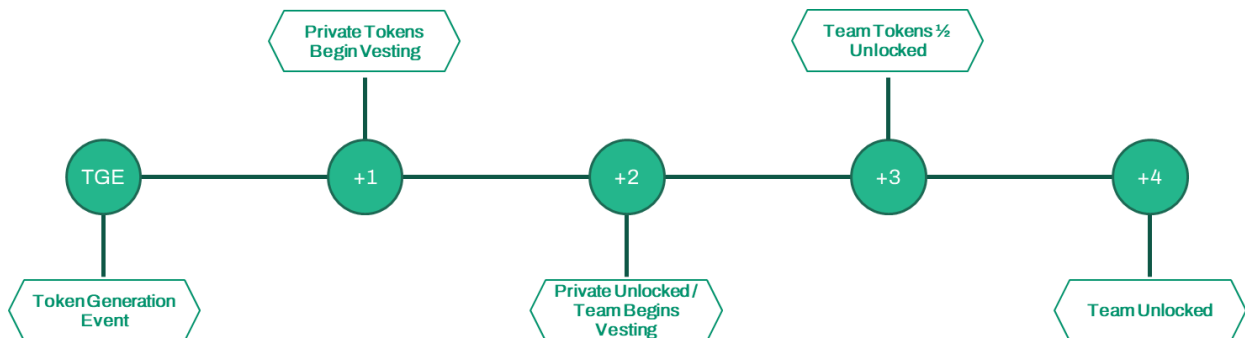 Private Tokens
Begin Vesting
Team Tokens ½
Unlocked
TGE
+1
+2
+3
+4
Token Generation
Event
Private Unlocked /
Team Begins
Vesting
Team Unlocked